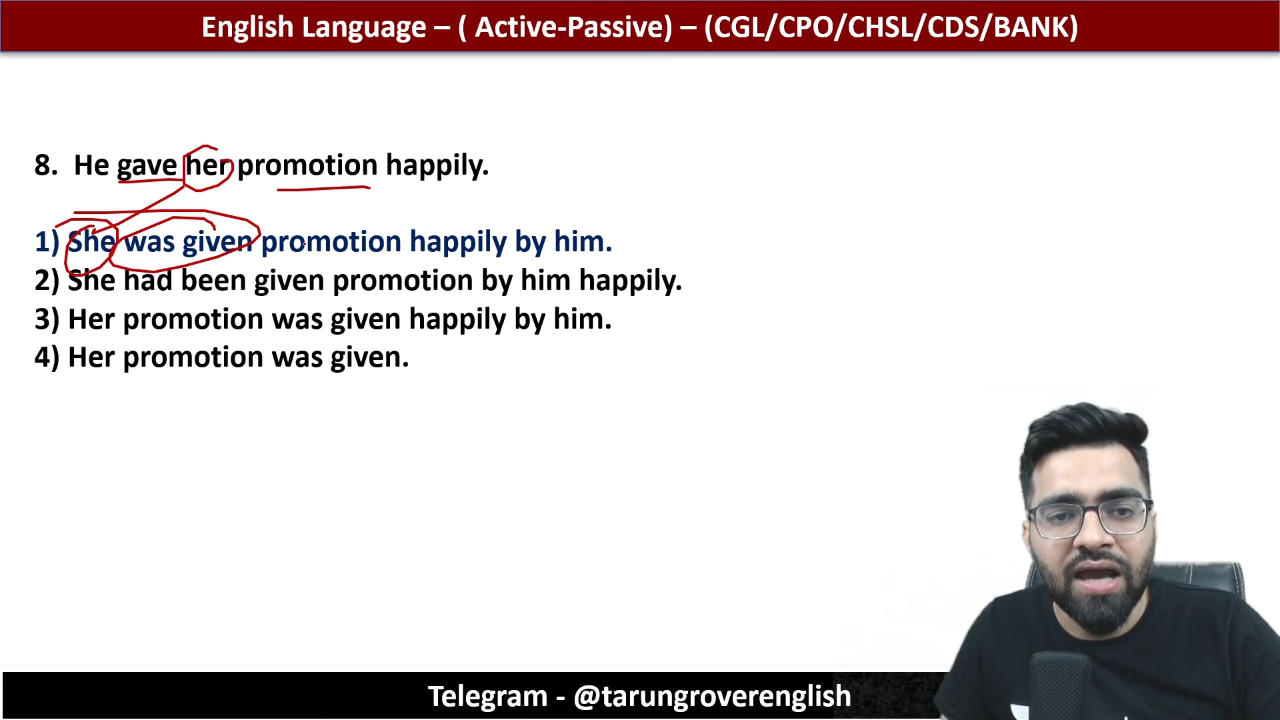 English Language – ( Active-Passive) – (CGL/CPO/CHSL/CDS/BANK)
8. He gave her promotion happily.
1) She was given promotion happily by him.
2) She had been given promotion by him happily.
3) Her promotion was given happily by him.
4) Her promotion was given.
Telegram - @tarungroverenglish